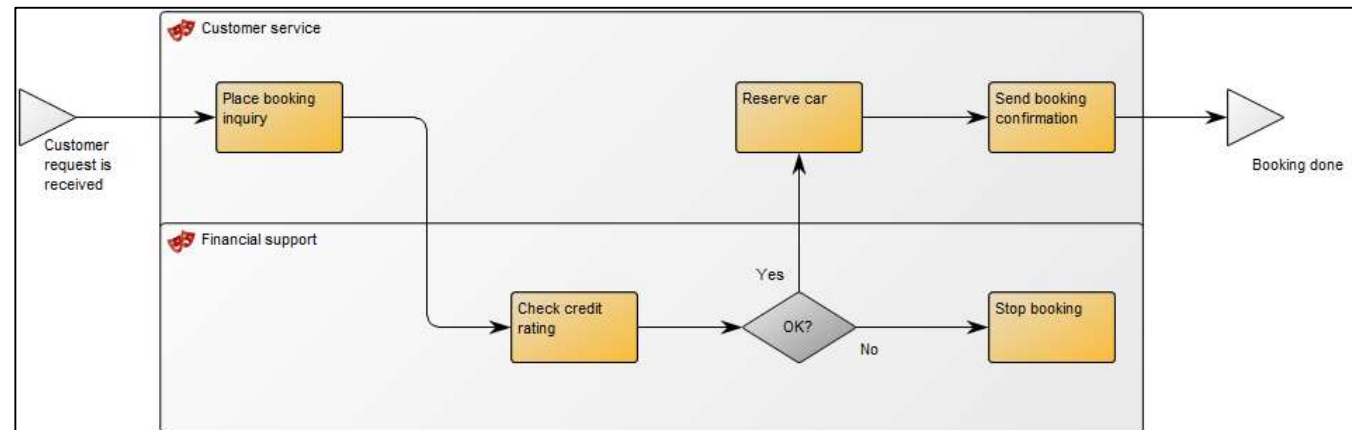 Customer service
Place booking
inquiry
Reserve car
Send booking
confirmation
Customer
request is
received
Booking done
Financial support
Yes
Check credit
rating
OK?
Stop booking
No